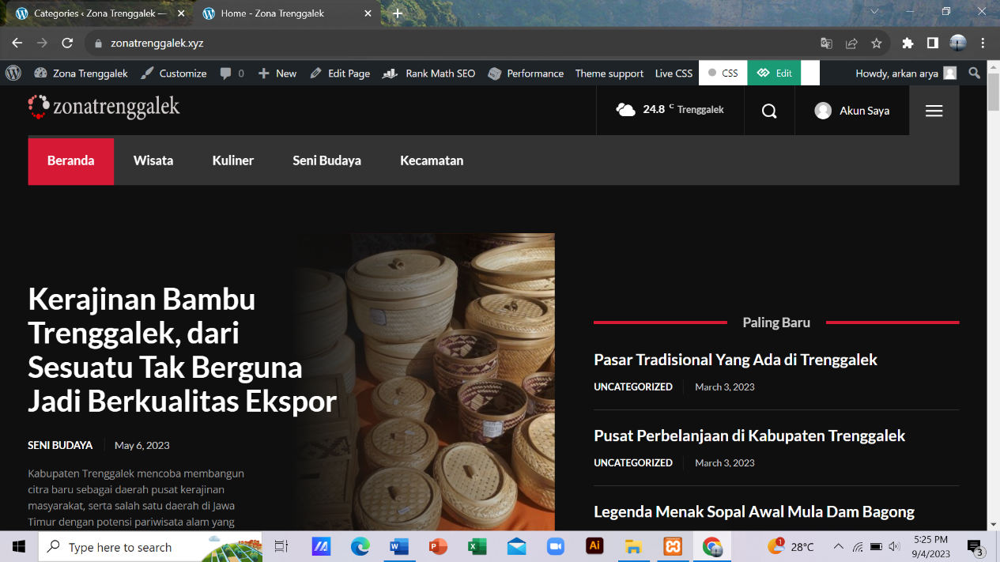 Categories ‹ Zona Trenggalek —
Home - Zona Trenggalek
zonatrenggalek.xyz
Zona Trenggalek
Customize
0
New
Edit Page
Rank Math SEO
Performance
Theme support
Live CSS
CSS
Edit
Howdy, arkan arya
zonatrenggalek
24.8 C Trenggalek
Akun Saya
Beranda
Wisata
Kuliner
Seni Budaya
Kecamatan
Kerajinan Bambu
Trenggalek, dari
Sesuatu Tak Berguna
Jadi Berkualitas Ekspor
SENI BUDAYA
May 6, 2023
Kabupaten Trenggalek mencoba membangun
citra baru sebagai daerah pusat kerajinan
masyarakat, serta salah satu daerah di Jawa
Timur dengan potensi pariwisata alam yang
Paling Baru
Pasar Tradisional Yang Ada di Trenggalek
UNCATEGORIZED
March 3, 2023
Pusat Perbelanjaan di Kabupaten Trenggalek
UNCATEGORIZED
March 3, 2023
Legenda Menak Sopal Awal Mula Dam Bagong
Type here to search
Ai
1
28°C
5:25 PM
9/4/2023
3